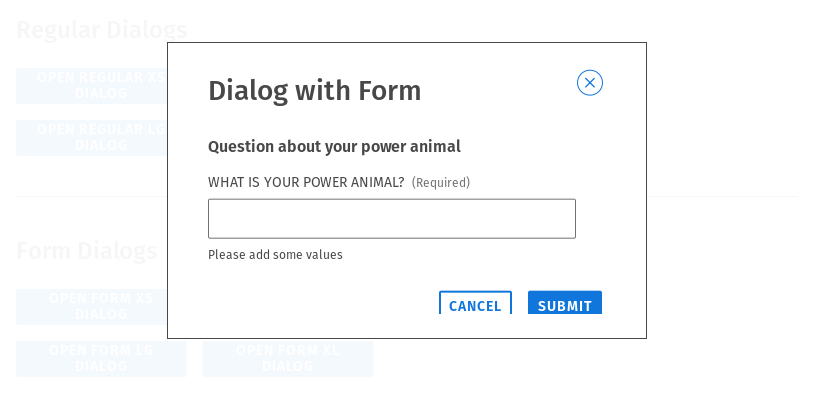 Regular Dialogs
OPEN REGULAR XS
DIALOG
OPEN REGULAR LG
DIALOG
Dialog with Form
Question about your power animal
WHAT IS YOUR POWER ANIMAL? (Required)
Please add some values
CANCEL
SUBMIT
Form Dialogs
OPEN FORM XS
DIALOG
OPEN FORM LG
DIALOG
OPEN FORM XL
DIALOG